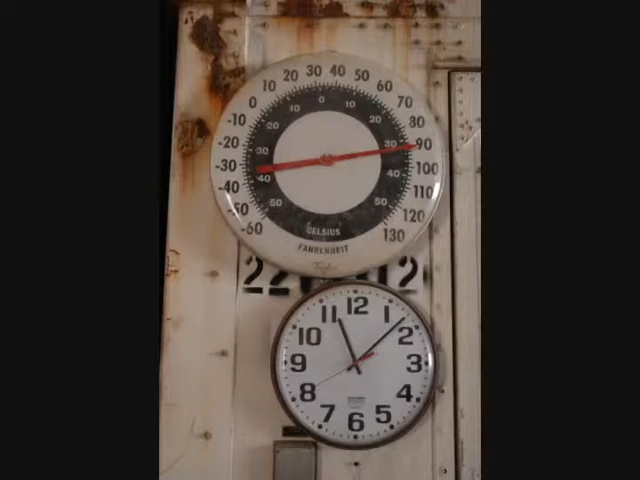 -60 -50 -40 -30 -20 -10 0 10 20 30 40 50 60 70 80 90 100 110 120 130
50 40 30 20 10 0 10 20 30 40 50
CELSIUS
FAHRENHEIT
Taylor
12 1 2 3 4 5 6 7 8 9 10 11